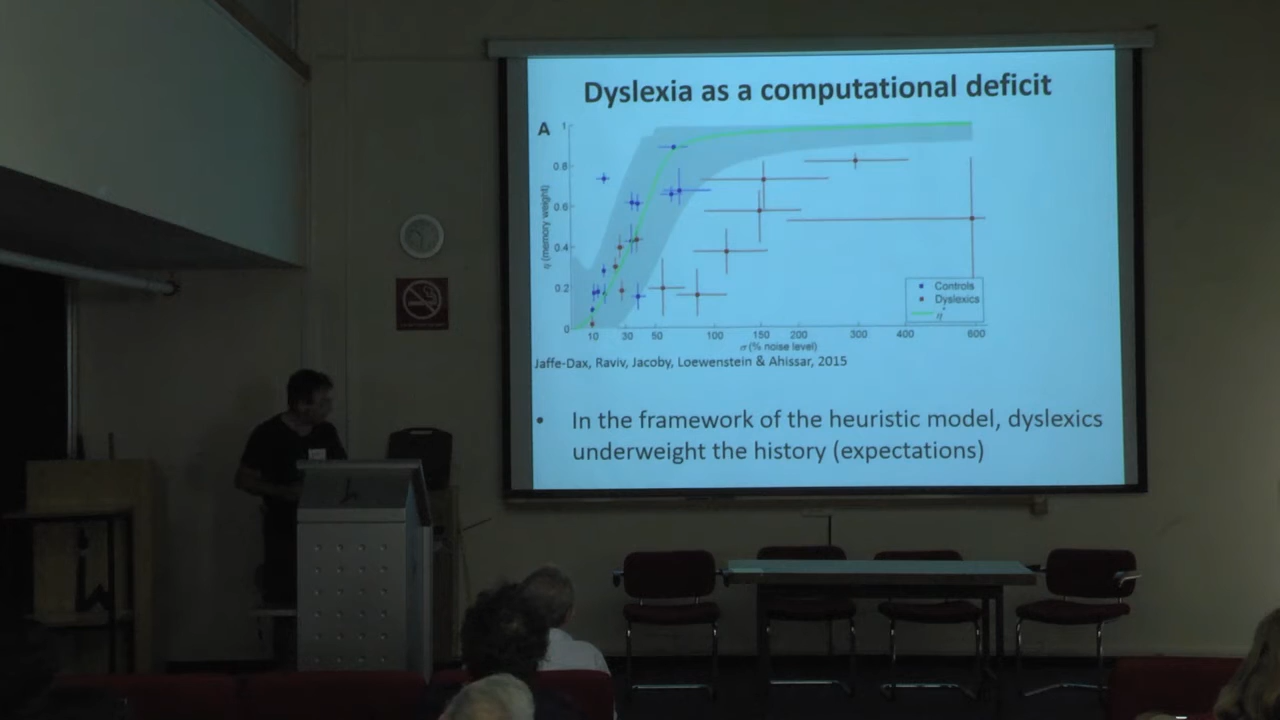 Dyslexia as a computational deficit
A
1
0.8
0.6
0.4
0.2
0
η (memory weight)
10 30 50 100 150 200 300 400 600
σ (% noise level)
Controls
Dyslexics
η*
Jaffe-Dax, Raviv, Jacoby, Loewenstein & Ahissar, 2015
• In the framework of the heuristic model, dyslexics
underweight the history (expectations)